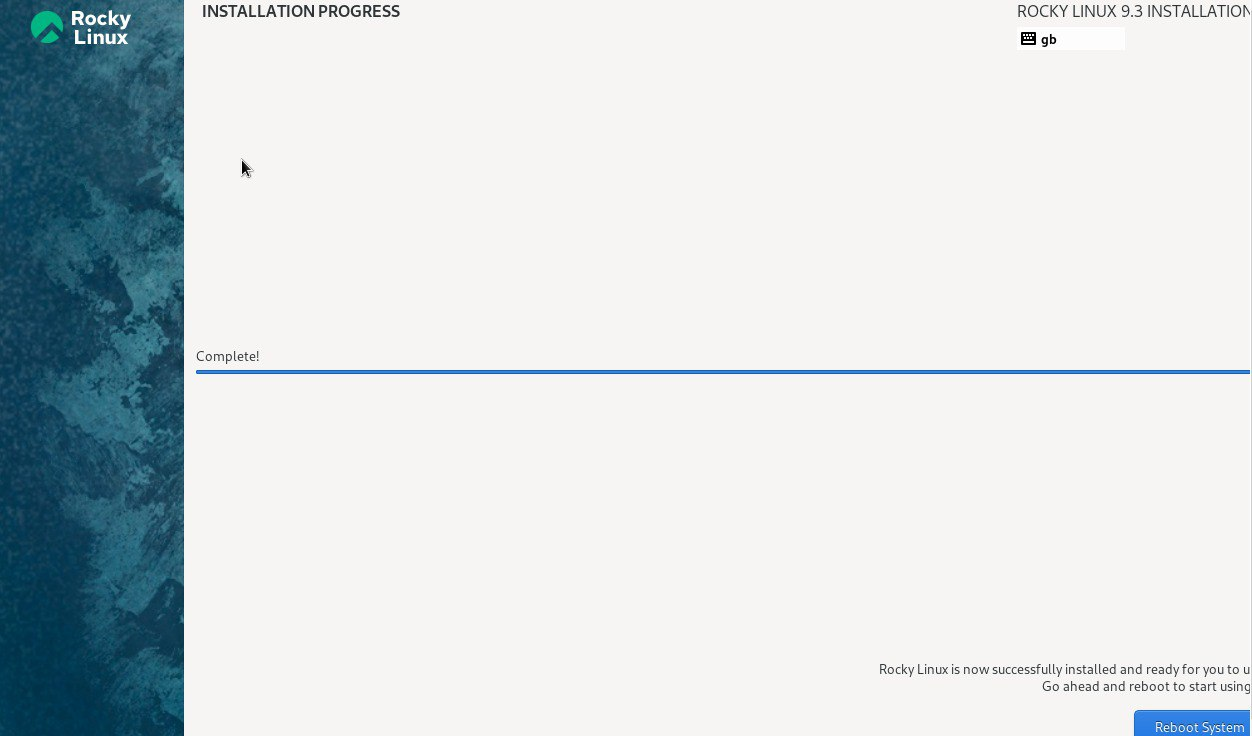 Rocky
Linux
INSTALLATION PROGRESS
ROCKY LINUX 9.3 INSTALLATION
gb
Complete!
Rocky Linux is now successfully installed and ready for you to u
Go ahead and reboot to start using
Reboot System